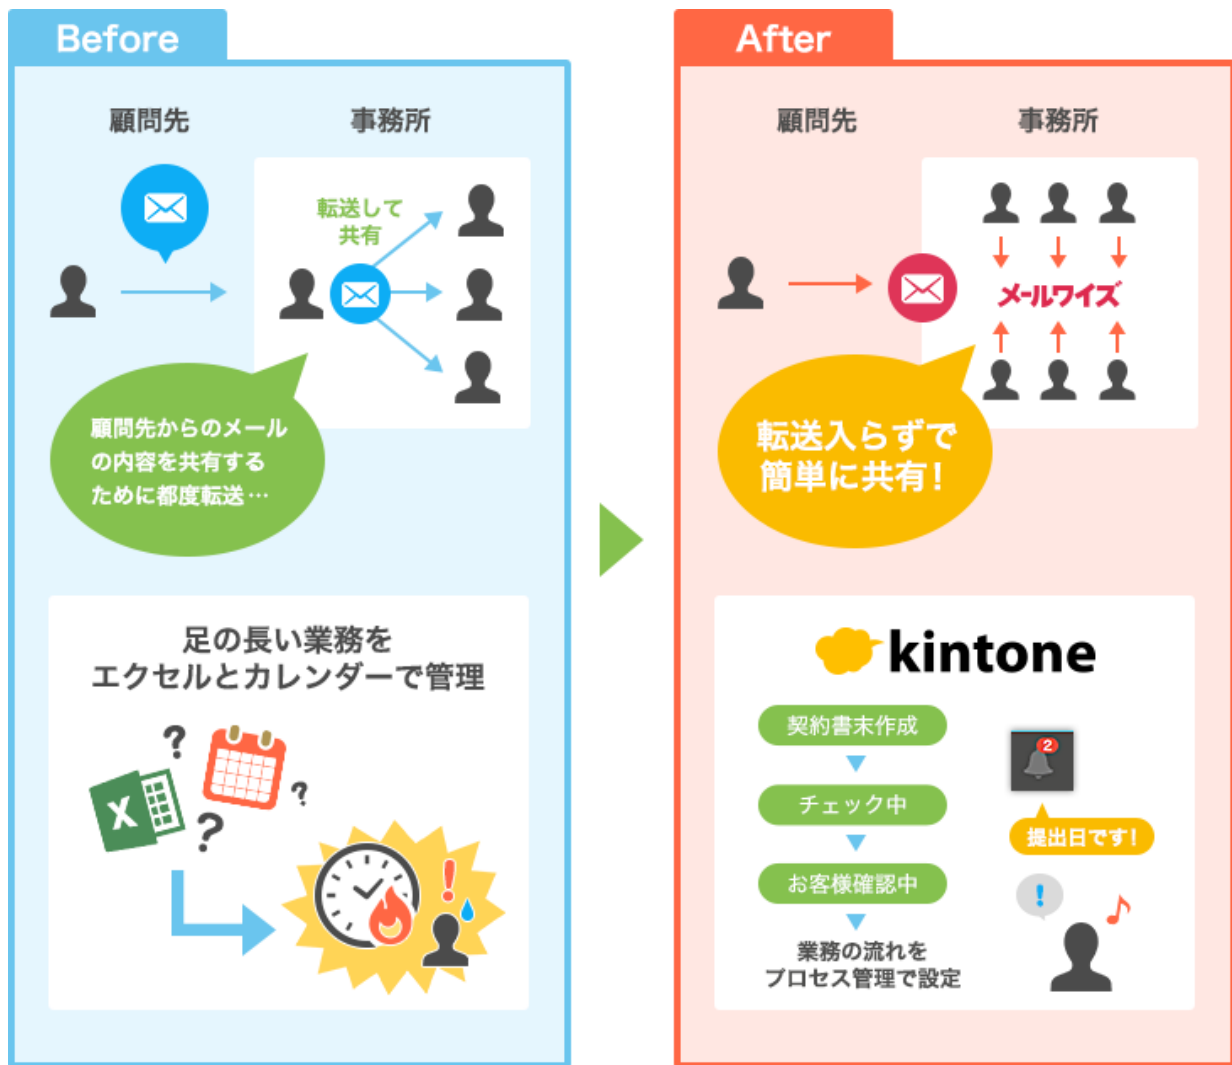 Before
顧問先
事務所
転送して
共有
顧問先からのメール
の内容を共有する
ために都度転送…
足の長い業務を
エクセルとカレンダーで管理
?
X
?
?
!
After
顧問先
事務所
メールワイズ
転送入らずで
簡単に共有！
kintone
契約書末作成
チェック中
お客様確認中
業務の流れを
プロセス管理で設定
2
提出日です！
!